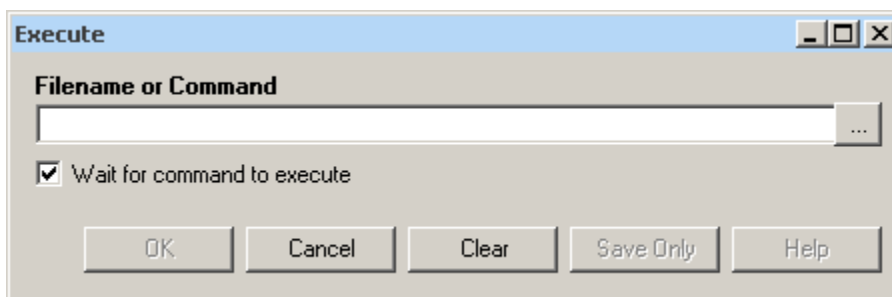 Execute
Filename or Command
...
Wait for command to execute
OK Cancel Clear Save Only Help